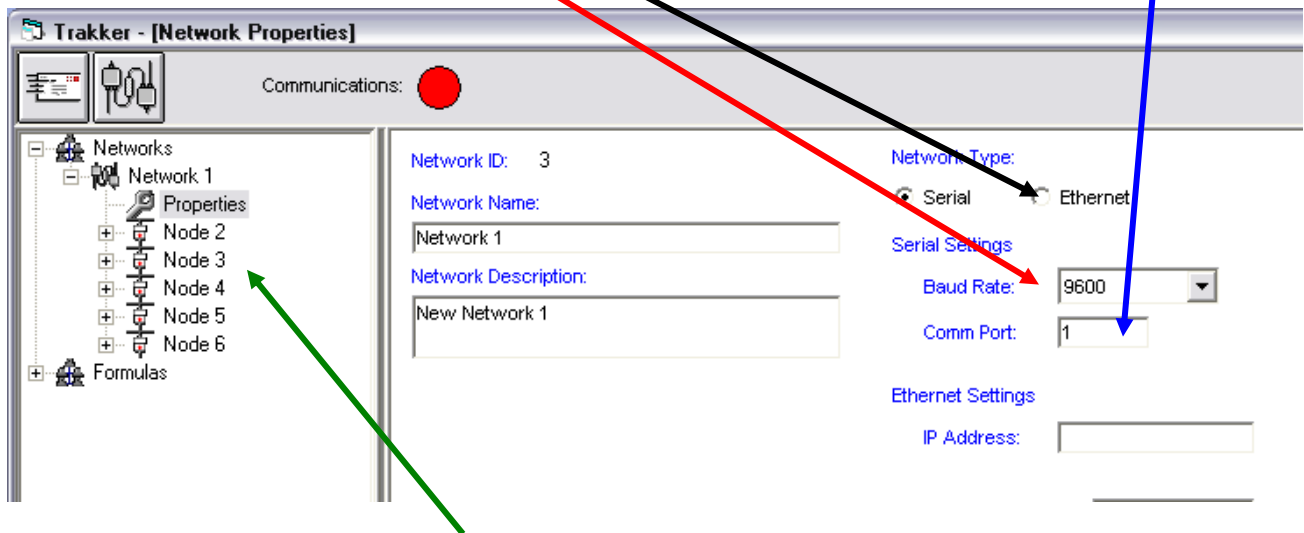 Trakker - [Network Properties]
Communications:
Networks
Network 1
Properties
Node 2
Node 3
Node 4
Node 5
Node 6
Formulas
Network ID: 3
Network Name:
Network 1
Network Description:
New Network 1
Network Type:
Serial Ethernet
Serial Settings
Baud Rate: 9600
Comm Port: 1
Ethernet Settings
IP Address: